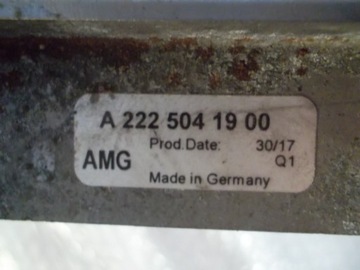 A 222 504 19 00
Prod.Date: 30/17
AMG Q1
Made in Germany